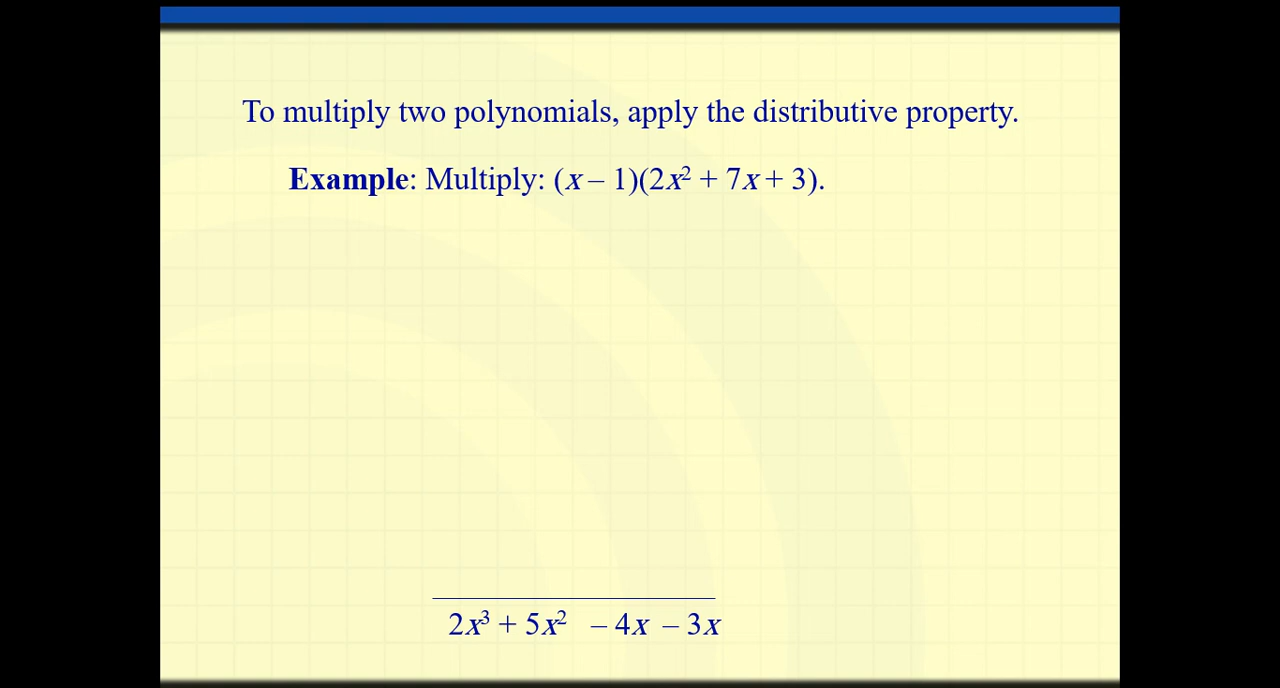 To multiply two polynomials, apply the distributive property.
Example: Multiply: (x – 1)(2x² + 7x + 3).
2x³ + 5x² – 4x – 3x